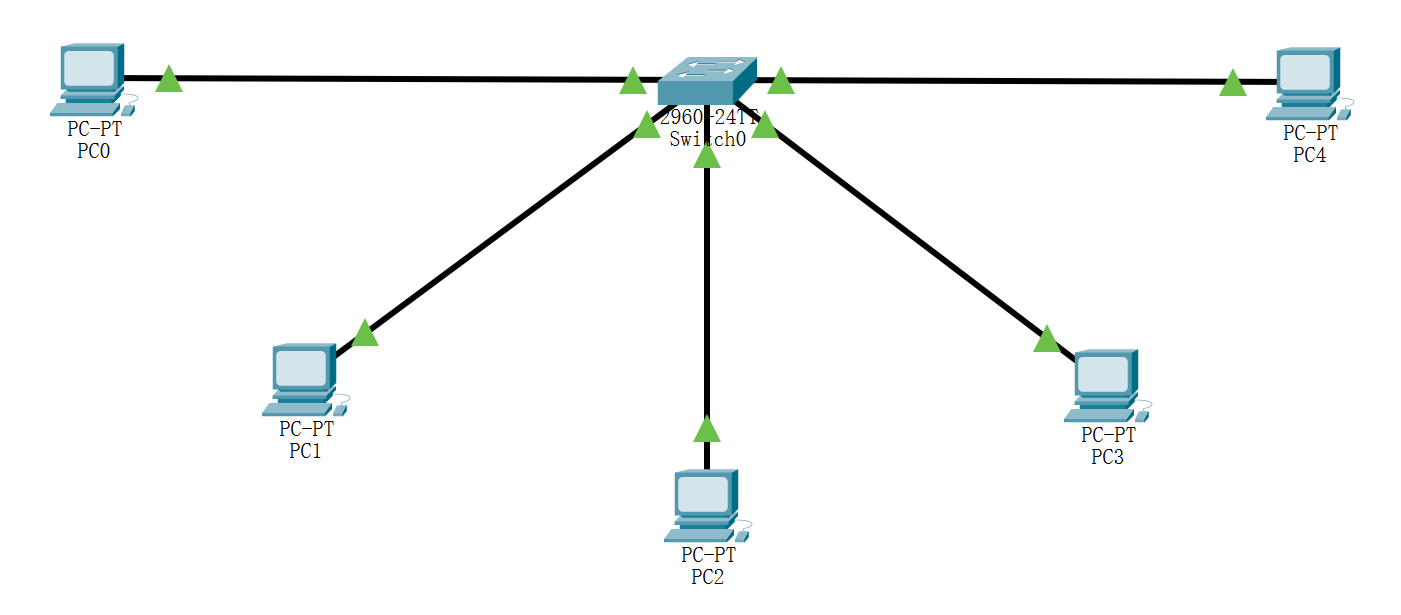 2960-24TT
Switch0
PC-PT
PC0
PC-PT
PC4
PC-PT
PC1
PC-PT
PC3
PC-PT
PC2